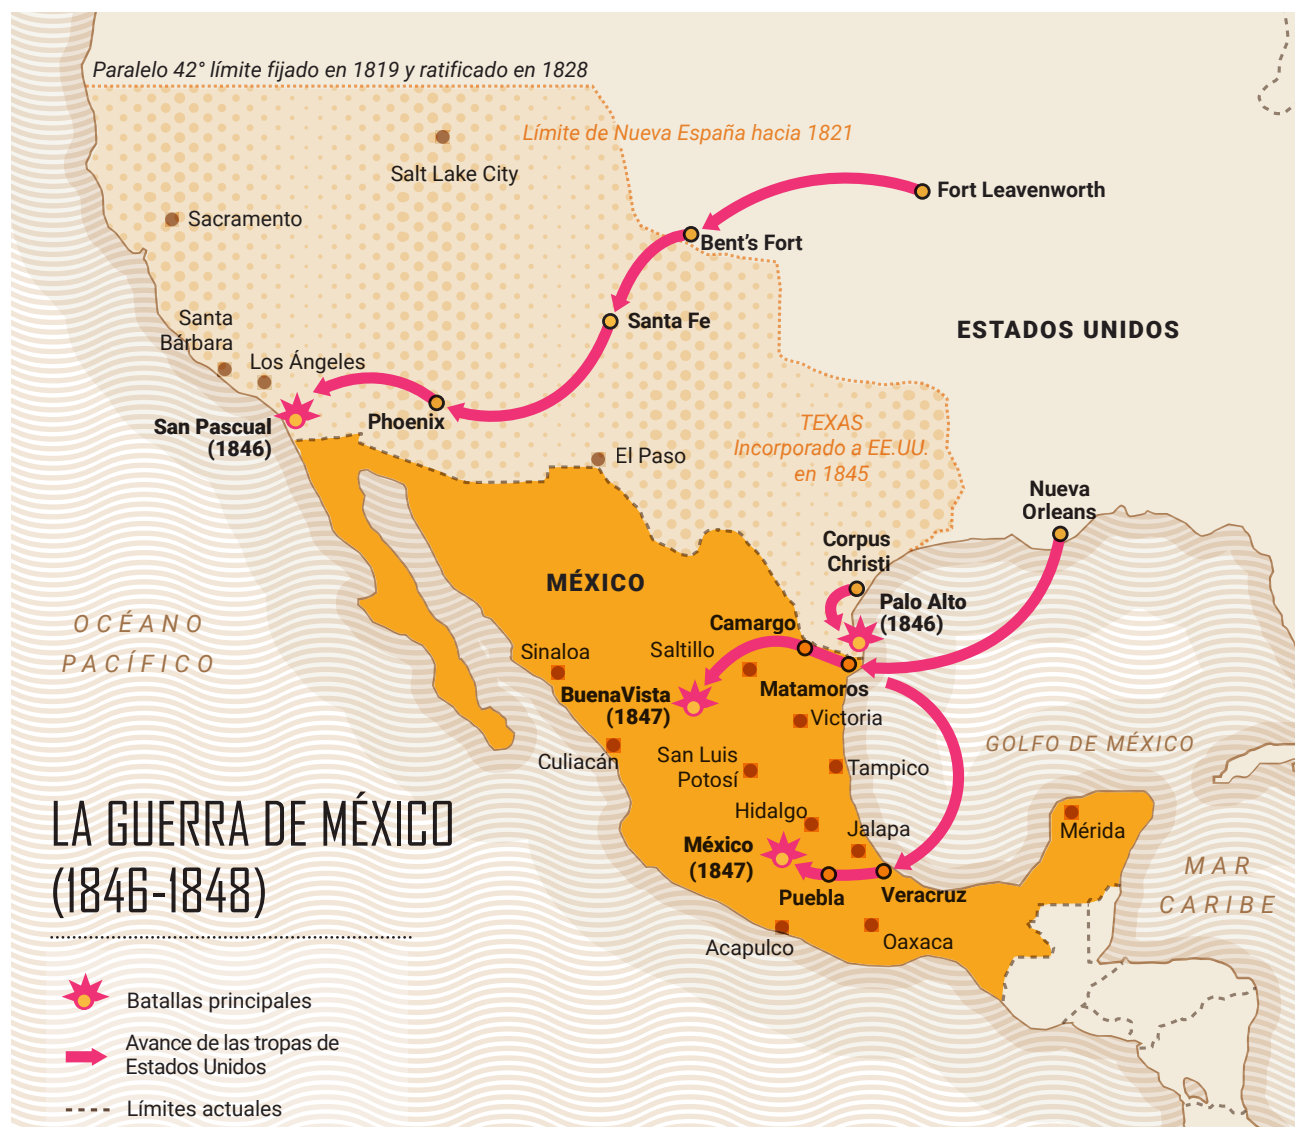 Paralelo 42° límite fijado en 1819 y ratificado en 1828
Límite de Nueva España hacia 1821
Salt Lake City
Fort Leavenworth
Sacramento
Bent's Fort
Santa Fe
ESTADOS UNIDOS
Santa
Bárbara
Los Ángeles
Phoenix
San Pascual
(1846)
TEXAS
Incorporado a EE.UU.
en 1845
El Paso
Nueva
Orleans
Corpus
Christi
MÉXICO
Palo Alto
(1846)
OCÉANO
PACÍFICO
Camargo
Saltillo
Sinaloa
Matamoros
BuenaVista
(1847)
Victoria
Culiacán
San Luis
Potosí
Tampico
GOLFO DE MÉXICO
Hidalgo
Jalapa
Mérida
México
(1847)
Puebla
Veracruz
MAR
CARIBE
Acapulco
Oaxaca
LA GUERRA DE MÉXICO
(1846-1848)
Batallas principales
Avance de las tropas de
Estados Unidos
Límites actuales